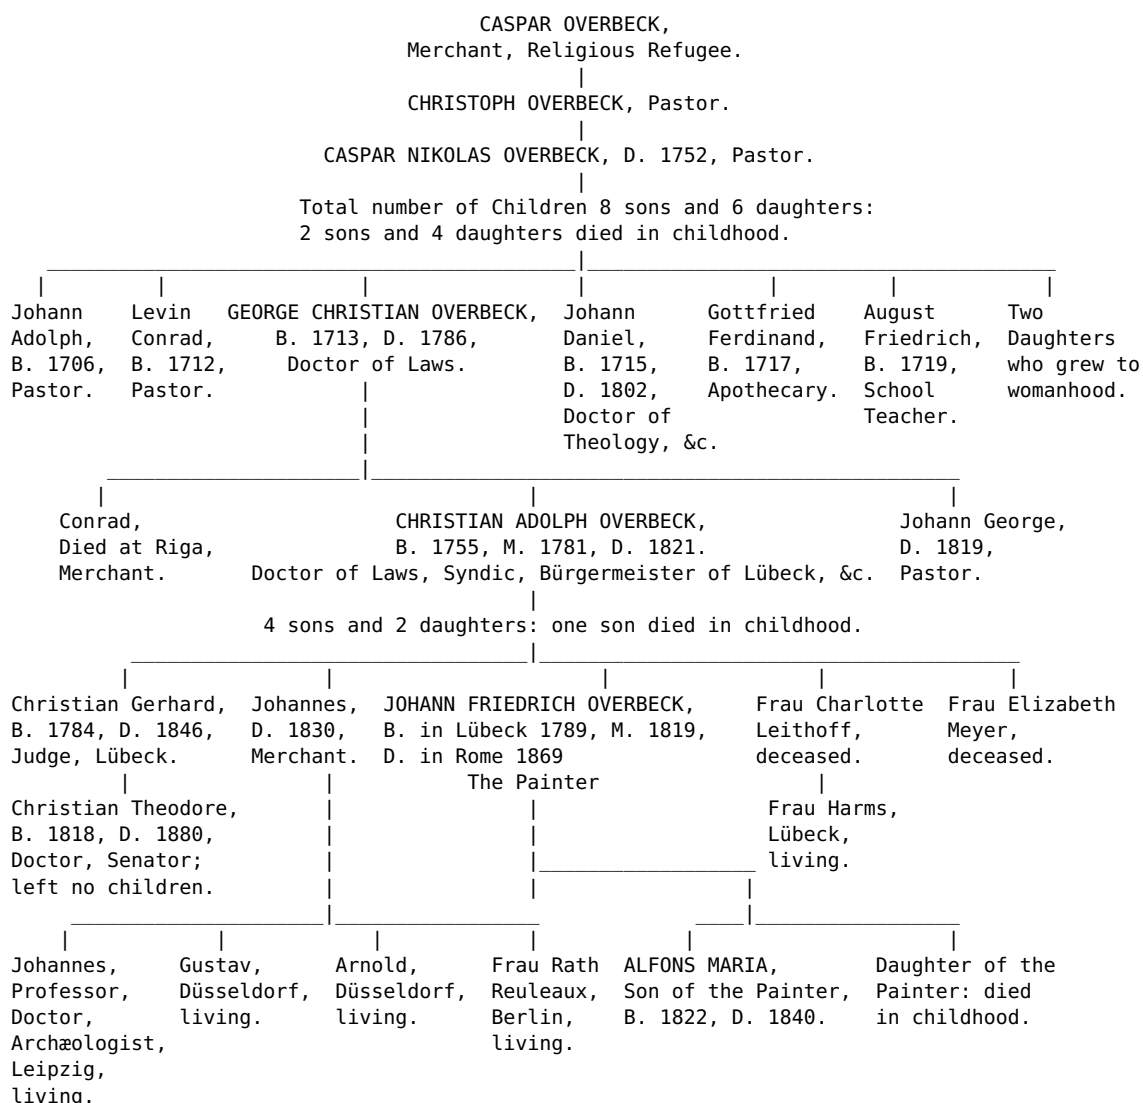 CASPAR OVERBECK,
Merchant, Religious Refugee.
CHRISTOPH OVERBECK, Pastor.
CASPAR NIKOLAS OVERBECK, D. 1752, Pastor.
Total number of Children 8 sons and 6 daughters:
2 sons and 4 daughters died in childhood.
Johann
Adolph,
B. 1706,
Pastor.
Levin
Conrad,
B. 1712,
Pastor.
GEORGE CHRISTIAN OVERBECK,
B. 1713, D. 1786,
Doctor of Laws.
Johann
Daniel,
B. 1715,
D. 1802,
Doctor of
Theology, &c.
Gottfried
Ferdinand,
B. 1717,
Apothecary.
August
Friedrich,
B. 1719,
School
Teacher.
Two
Daughters
who grew to
womanhood.
Conrad,
Died at Riga,
Merchant.
CHRISTIAN ADOLPH OVERBECK,
B. 1755, M. 1781, D. 1821.
Doctor of Laws, Syndic, Bürgermeister of Lübeck, &c.
Johann George,
D. 1819,
Pastor.
4 sons and 2 daughters: one son died in childhood.
Christian Gerhard,
B. 1784, D. 1846,
Judge, Lübeck.
Johannes,
D. 1830,
Merchant.
JOHANN FRIEDRICH OVERBECK,
B. in Lübeck 1789, M. 1819,
D. in Rome 1869
The Painter
Frau Charlotte
Leithoff,
deceased.
Frau Elizabeth
Meyer,
deceased.
Christian Theodore,
B. 1818, D. 1880,
Doctor, Senator;
left no children.
Frau Harms,
Lübeck,
living.
Johannes,
Professor,
Doctor,
Archæologist,
Leipzig,
living.
Gustav,
Düsseldorf,
living.
Arnold,
Düsseldorf,
living.
Frau Rath
Reuleaux,
Berlin,
living.
ALFONS MARIA,
Son of the Painter,
B. 1822, D. 1840.
Daughter of the
Painter: died
in childhood.